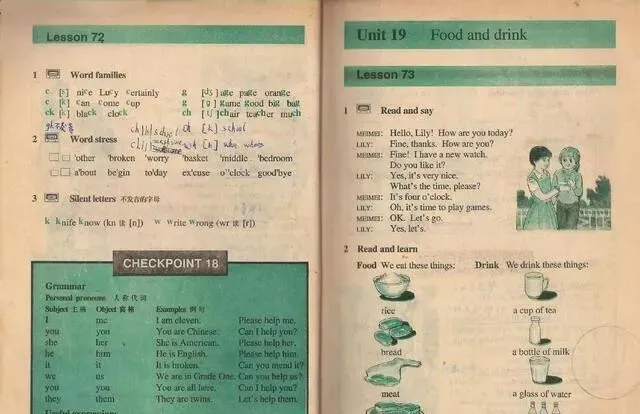 Lesson 72
1 Word families
c [s] nice Lucy certainly g [dʒ] age page orange
c [k] can come cup g [g] game good big bag
ck [k] black clock ch [tʃ] chair teacher much
ch [k] school
wh [h] who whose
2 Word stress
'other 'broken 'worry 'basket 'middle 'bedroom
a'bout be'gin to'day ex'cuse o'clock good'bye
3 Silent letters 不发音的字母
k knife know (kn 读 [n]) w write wrong (wr 读 [r])
CHECKPOINT 18
Grammar
Personal pronouns 人称代词
Subject 主格 Object 宾格 Examples 例句
I me I am eleven. Please help me.
you you You are Chinese. Can I help you?
she her She is American. Please help her.
he him He is English. Please help him.
it it It is broken. Can you mend it?
we us We are in Grade One. Can you help us?
you you You are all here. Can I help you?
they them They are twins. Let's help them.
Useful expressions
Unit 19 Food and drink
Lesson 73
1 Read and say
MEIMEI: Hello, Lily! How are you today?
LILY: Fine, thanks. How are you?
MEIMEI: Fine! I have a new watch.
Do you like it?
LILY: Yes, it's very nice.
What's the time, please?
MEIMEI: It's four o'clock.
LILY: Oh, it's time to play games.
MEIMEI: OK. Let's go.
LILY: Yes, let's.
2 Read and learn
Food We eat these things: Drink We drink these things:
rice a cup of tea
bread a bottle of milk
meat a glass of water